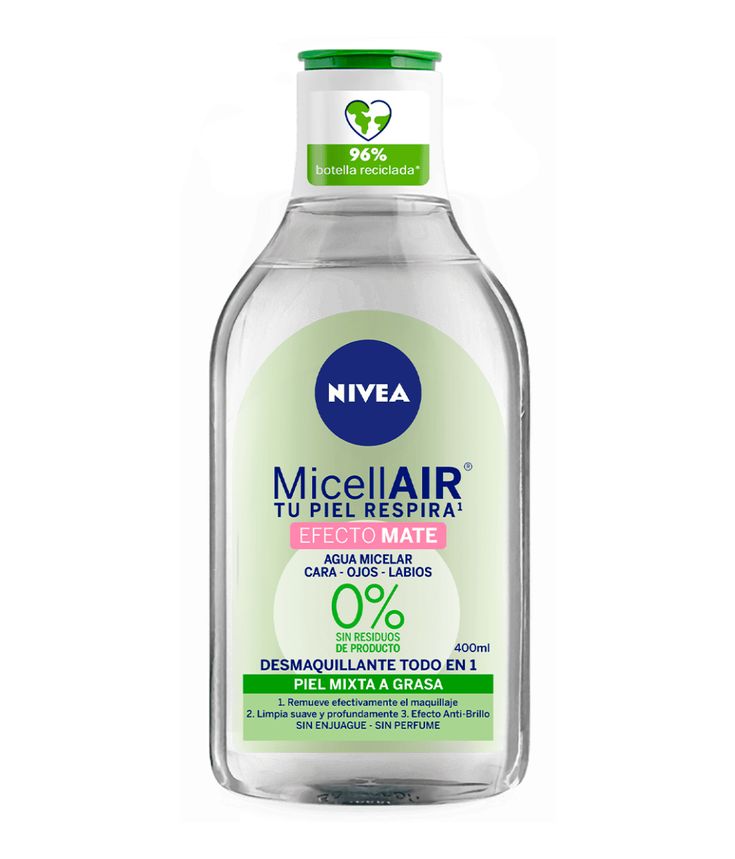 96%
botella reciclada*
NIVEA
MicellAIR®
TU PIEL RESPIRA¹
EFECTO MATE
AGUA MICELAR
CARA - OJOS - LABIOS
0%
SIN RESIDUOS
DE PRODUCTO
400ml
DESMAQUILLANTE TODO EN 1
PIEL MIXTA A GRASA
1. Remueve efectivamente el maquillaje
2. Limpia suave y profundamente 3. Efecto Anti-Brillo
SIN ENJUAGUE - SIN PERFUME